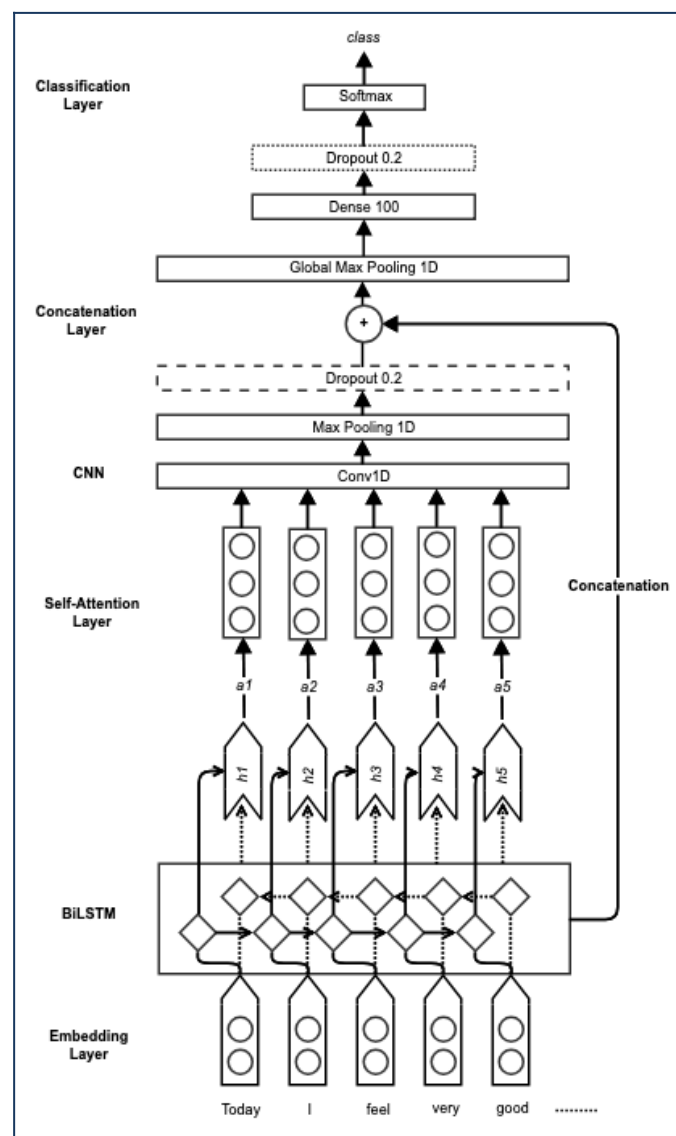 class
Classification
Layer
Softmax
Dropout 0.2
Dense 100
Global Max Pooling 1D
Concatenation
Layer
+
Dropout 0.2
Max Pooling 1D
CNN
Conv1D
Self-Attention
Layer
Concatenation
a1 a2 a3 a4 a5
h1 h2 h3 h4 h5
BiLSTM
Embedding
Layer
Today I feel very good ..........